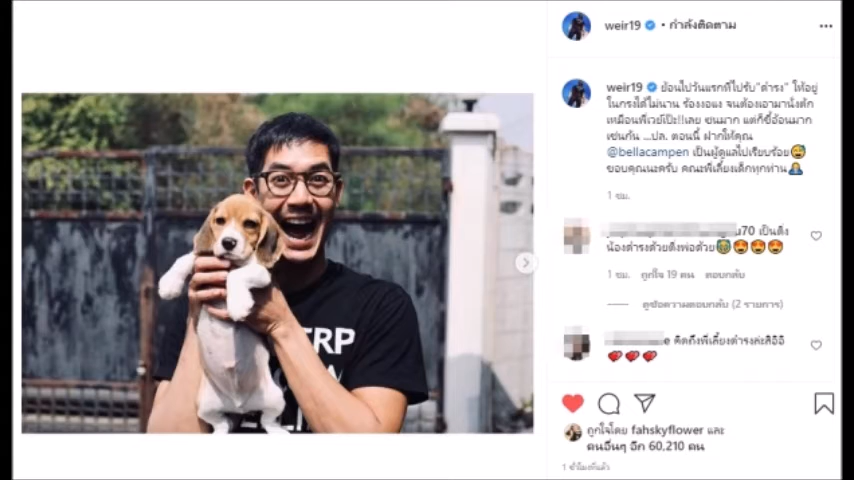 weir19 • กำลังติดตาม
weir19 ย้อนไปวันแรกที่ไปรับ"ดำรง" ให้อยู่
ในกรงได้ไม่นาน ร้องงอแง จนต้องเอามานั่งตัก
เหมือนพี่เวย์เป๊ะ!!เลย ซนมาก แต่ก็ขี้อ้อนมาก
เช่นกัน ...ปล. ตอนนี้ ฝากให้คุณ
@bellacampen เป็นผู้ดูแลไปเรียบร้อย😅
ขอบคุณนะครับ คณะพี่เลี้ยงเด็กทุกท่าน
1 ชม.
70 เป็นติ่ง
น้องดำรงด้วยติ่งพ่อด้วย😍😍😍
1 ชม. ถูกใจ 19 คน ตอบกลับ
ดูข้อความตอบกลับ (2 รายการ)
e คิดถึงพี่เลี้ยงดำรงล่ะสิอิอิ
ถูกใจโดย fahskyflower และ
คนอื่นๆ อีก 60,210 คน
1 ชั่วโมงที่แล้ว
ERP